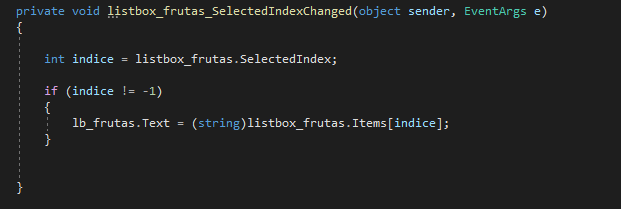 private void listbox_frutas_SelectedIndexChanged(object sender, EventArgs e)
{
int indice = listbox_frutas.SelectedIndex;
if (indice != -1)
{
lb_frutas.Text = (string)listbox_frutas.Items[indice];
}
}